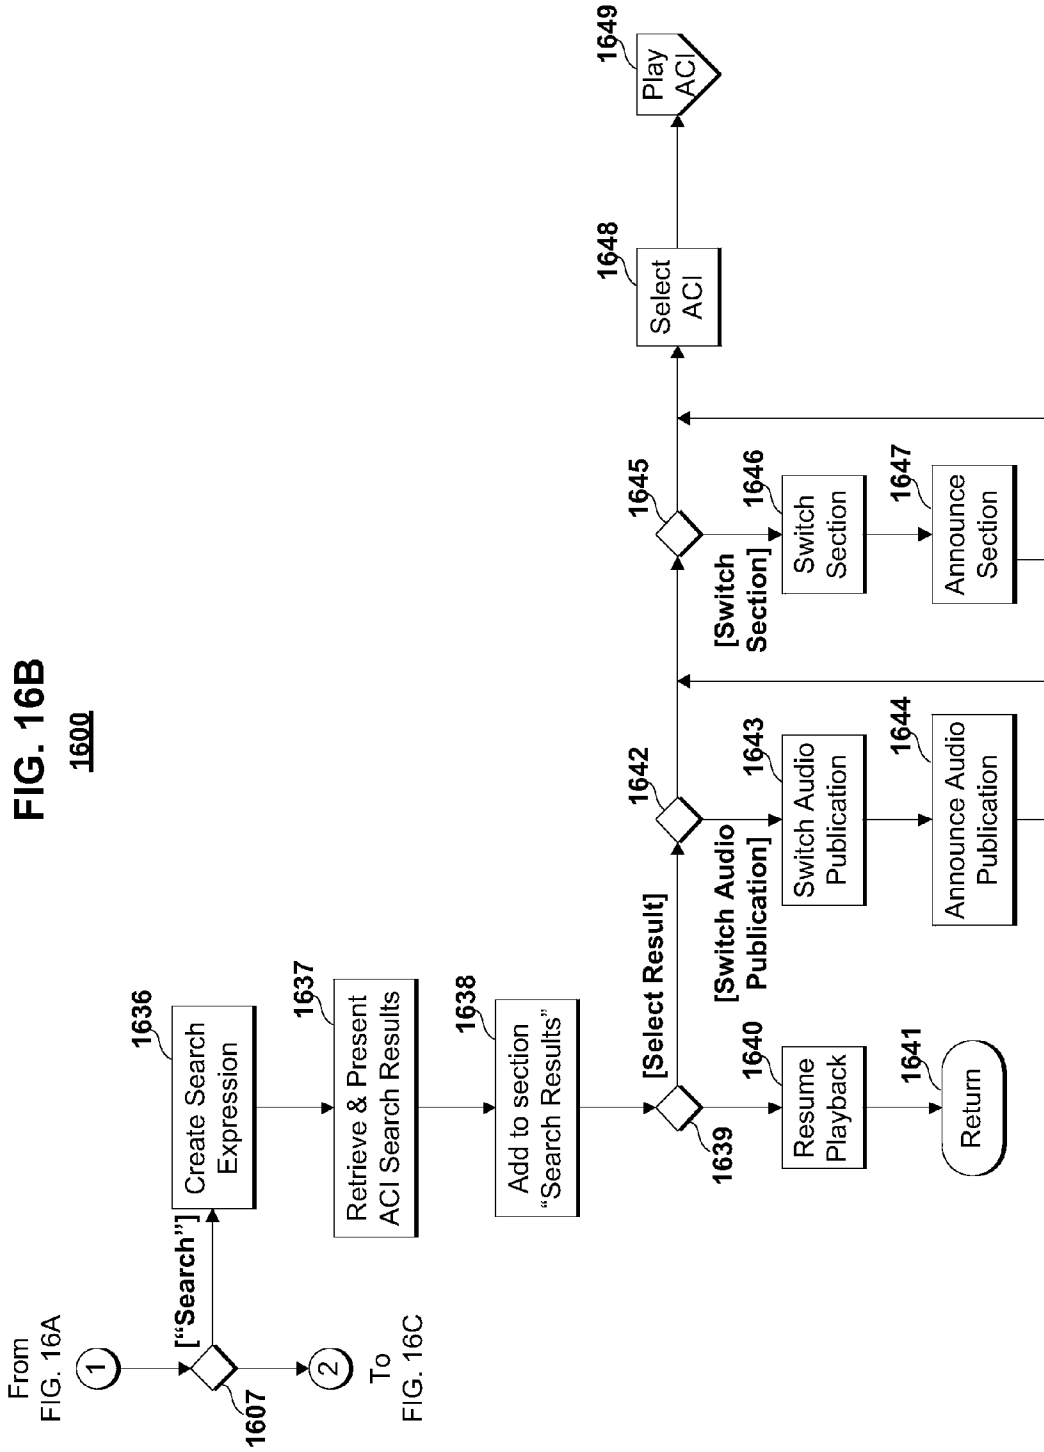 FIG. 16B
1600
From
FIG. 16A
1
1607
["Search"]
2
To
FIG. 16C
1636
Create Search
Expression
1637
Retrieve & Present
ACI Search Results
1638
Add to section
“Search Results”
1639
[Select Result]
1640
Resume
Playback
1641
Return
1642
[Switch Audio
Publication]
1643
Switch Audio
Publication
1644
Announce Audio
Publication
1645
[Switch
Section]
1646
Switch
Section
1647
Announce
Section
1648
Select
ACI
1649
Play
ACI